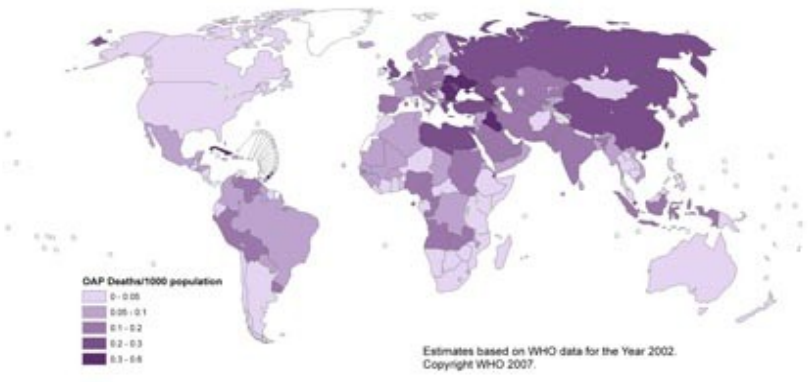 OAP Deaths/1000 population
0 - 0.05
0.05 - 0.1
0.1 - 0.2
0.2 - 0.3
0.3 - 0.6
Estimates based on WHO data for the Year 2002.
Copyright WHO 2007.